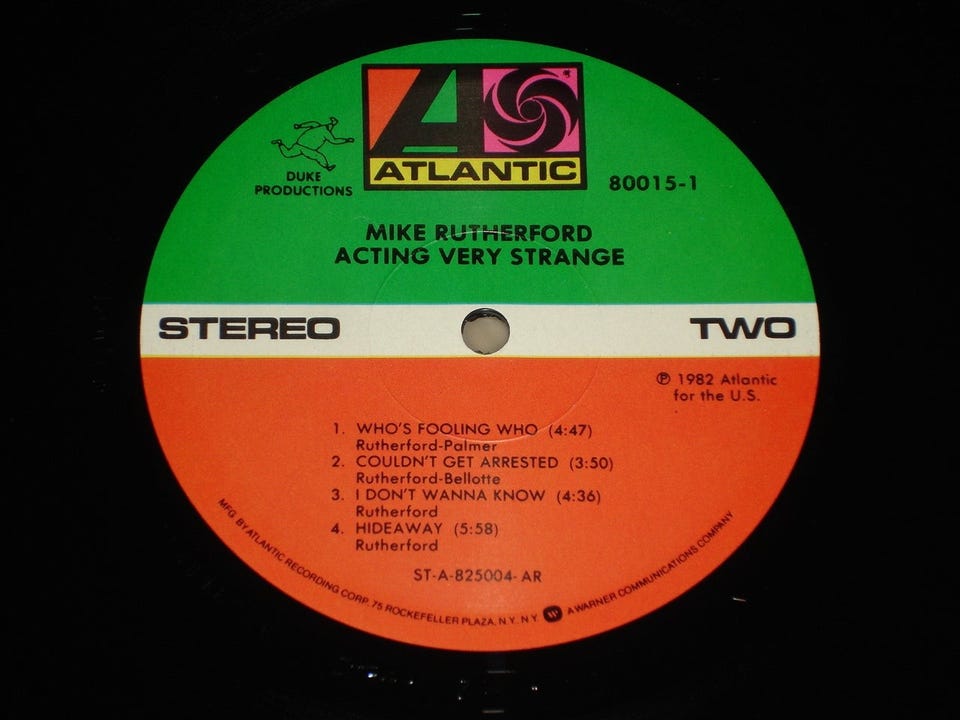 ATLANTIC
DUKE
PRODUCTIONS
80015-1
MIKE RUTHERFORD
ACTING VERY STRANGE
STEREO
TWO
℗ 1982 Atlantic
for the U.S.
1. WHO'S FOOLING WHO (4:47)
Rutherford-Palmer
2. COULDN'T GET ARRESTED (3:50)
Rutherford-Bellotte
3. I DON'T WANNA KNOW (4:36)
Rutherford
4. HIDEAWAY (5:58)
Rutherford
ST-A-825004-AR
MFG. BY ATLANTIC RECORDING CORP. 75 ROCKEFELLER PLAZA, N.Y. N.Y. A WARNER COMMUNICATIONS COMPANY